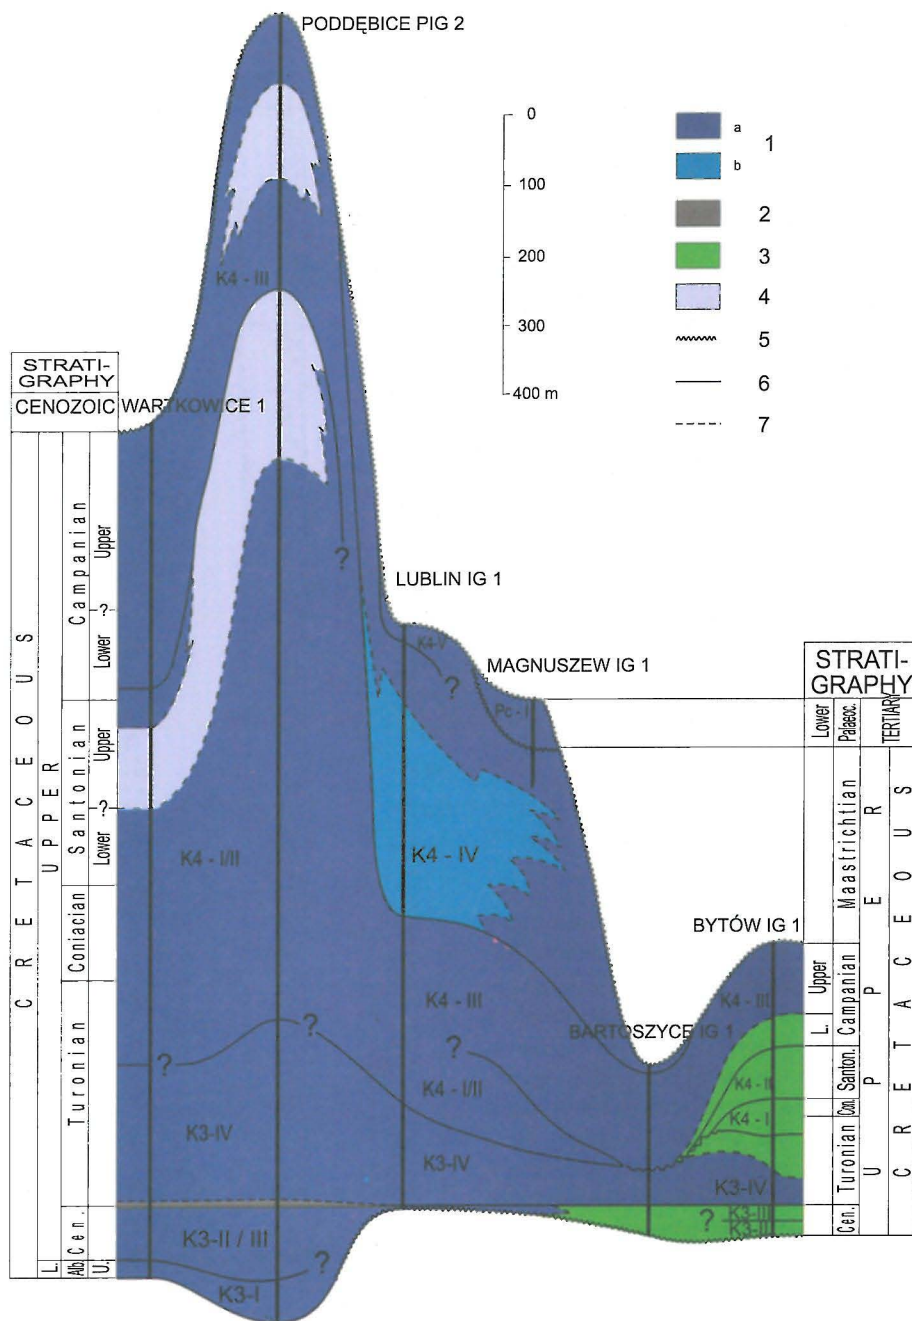 PODDĘBICE PIG 2
0
100
200
300
400 m
a
1
b
2
3
4
5
6
7
K4 - III
STRATI-
GRAPHY
CENOZOIC
WARTKOWICE 1
CRETACEOUS
UPPER
L.
Campanian
Upper
?
Lower
Santonian
Upper
?
Lower
Coniacian
Turonian
Cen.
Alb.
U.
?
LUBLIN IG 1
K4-V
?
MAGNUSZEW IG 1
Pc - I
K4 - I/II
K4 - IV
K4 - III
?
?
?
K4 - I/II
K3-IV
K3-IV
K3-II / III
?
K3-I
BYTÓW IG 1
K4 - III
BARTOSZYCE IG 1
K4 - II
K4 - I
K3-IV
?
K3-III
K3-II
STRATI-
GRAPHY
Lower
Palaeoc.
TERTIARY
Maastrichtian
Upper
L.
Campanian
Santon.
Con.
Turonian
Cen.
UPPER
CRETACEOUS